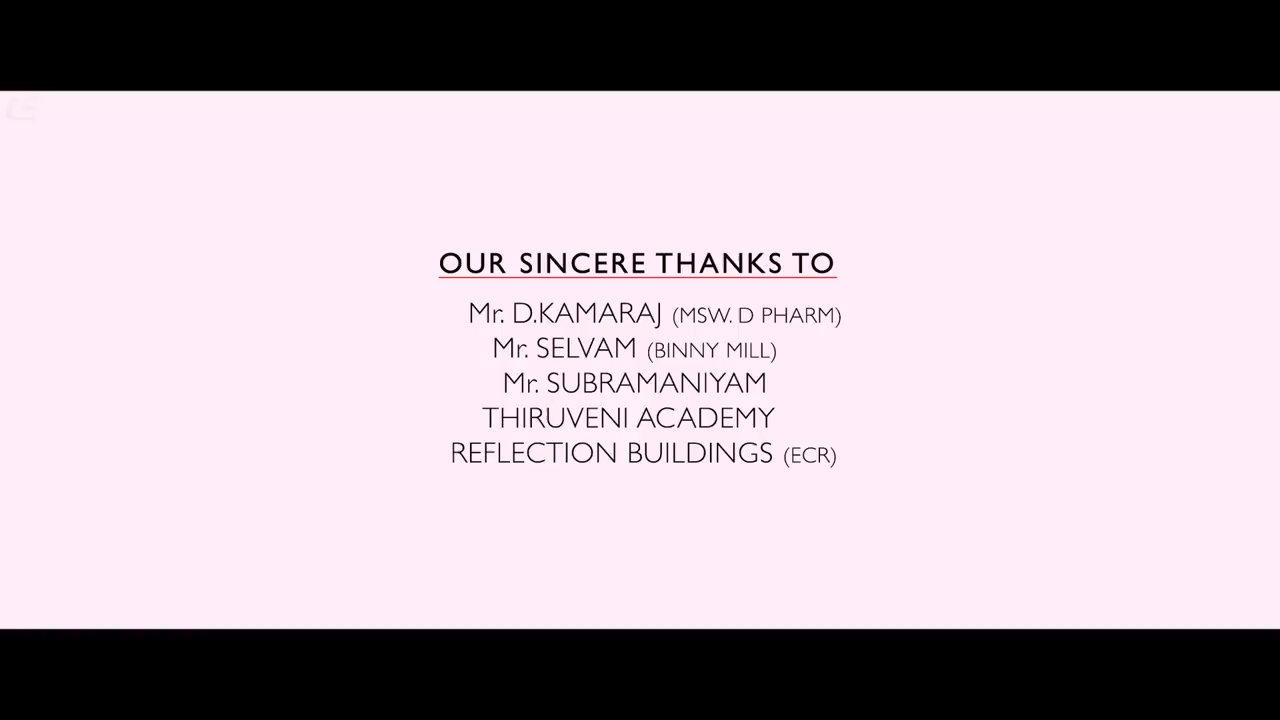 OUR SINCERE THANKS TO
Mr. D.KAMARAJ (MSW. D PHARM)
Mr. SELVAM (BINNY MILL)
Mr. SUBRAMANIYAM
THIRUVENI ACADEMY
REFLECTION BUILDINGS (ECR)